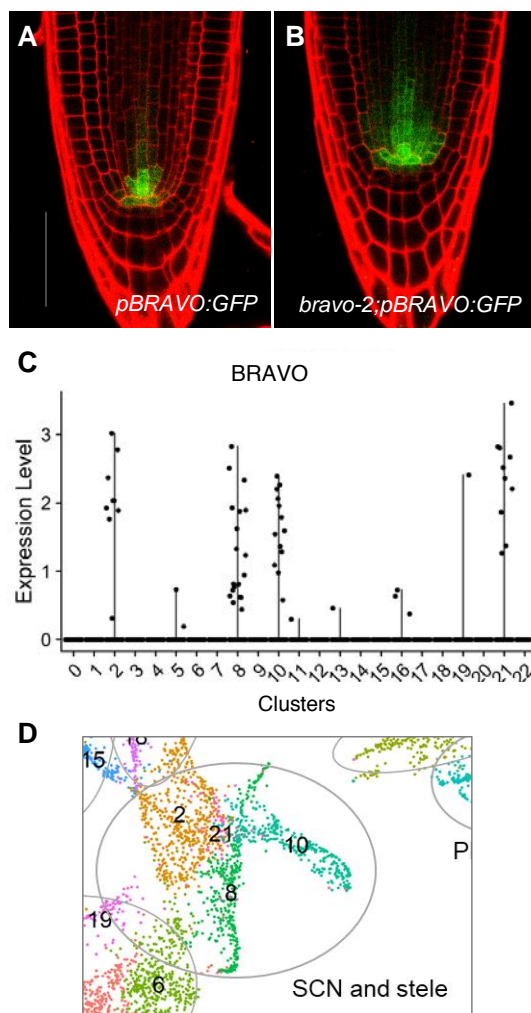 A
B
pBRAVO:GFP
bravo-2;pBRAVO:GFP
C
BRAVO
Expression Level
3
2
1
0
0 1 2 3 4 5 6 7 8 9 10 11 12 13 14 15 16 17 18 19 20 21 22
Clusters
D
15
18
2
21
10
P
8
19
6
SCN and stele